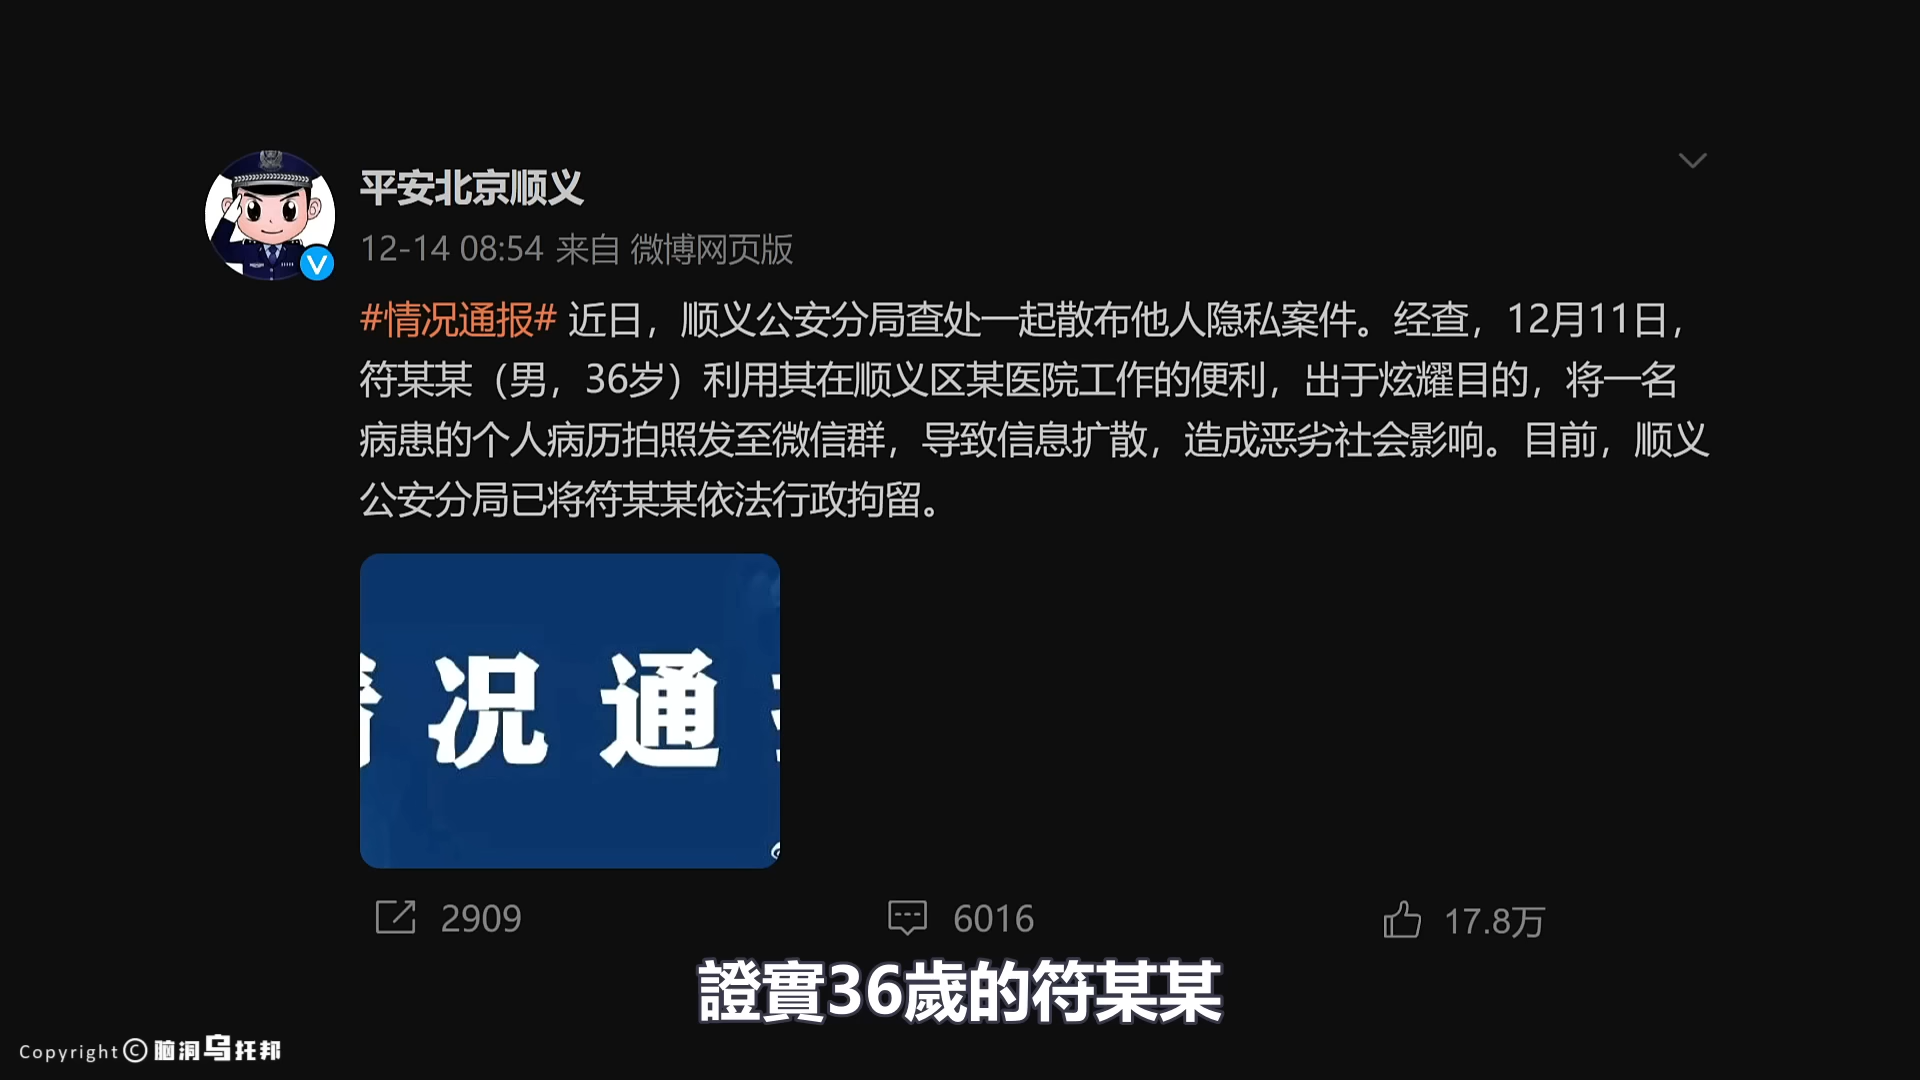 平安北京顺义
12-14 08:54 来自 微博网页版
#情况通报# 近日，顺义公安分局查处一起散布他人隐私案件。经查，12月11日，
符某某（男，36岁）利用其在顺义区某医院工作的便利，出于炫耀目的，将一名
病患的个人病历拍照发至微信群，导致信息扩散，造成恶劣社会影响。目前，顺义
公安分局已将符某某依法行政拘留。
情况通报
2909
6016
17.8万
證實36歲的符某某
Copyright © 脑洞乌托邦